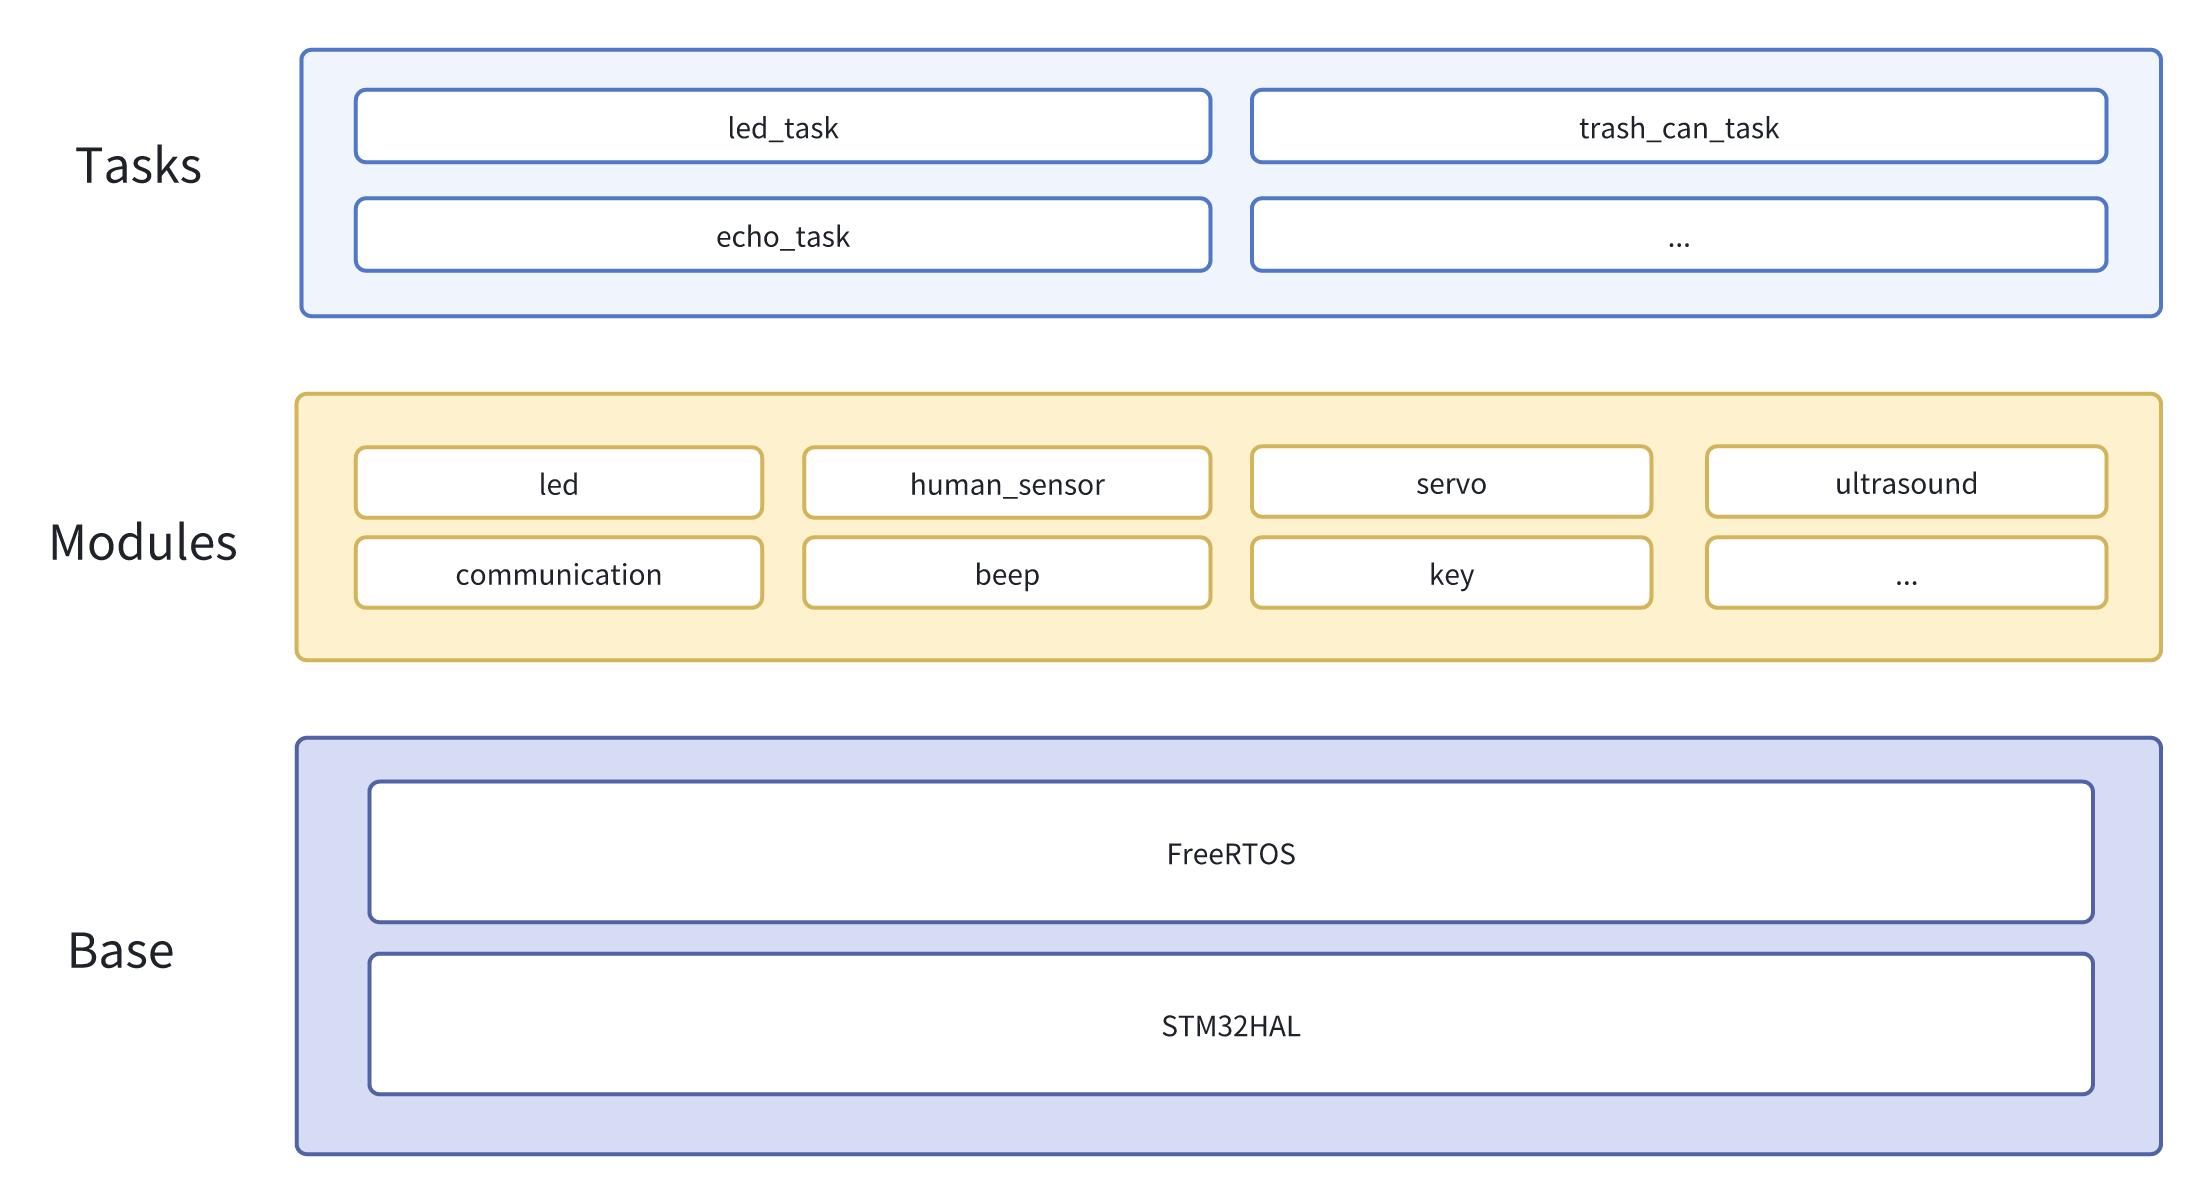 Tasks
led_task
trash_can_task
echo_task
...
Modules
led
human_sensor
servo
ultrasound
communication
beep
key
...
Base
FreeRTOS
STM32HAL